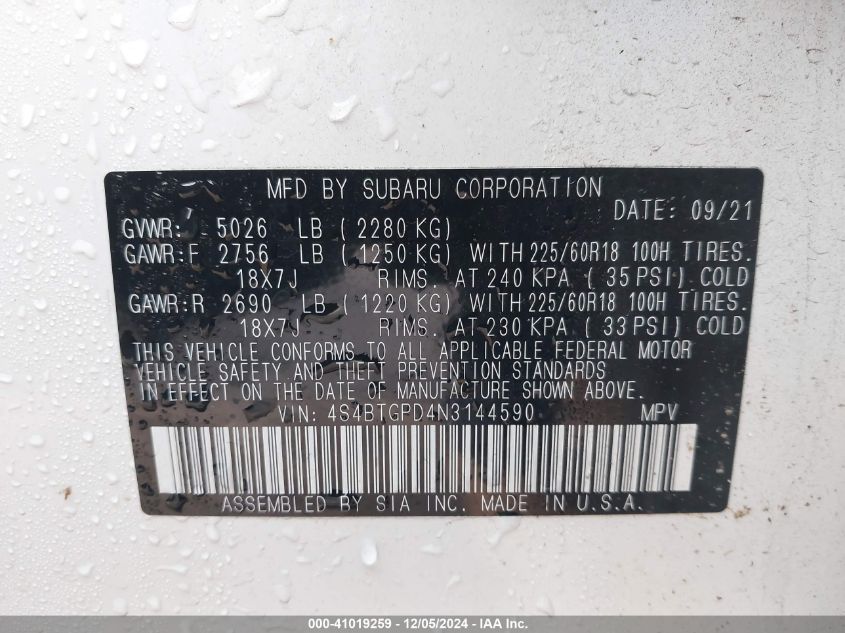 MFD BY SUBARU CORPORATION
DATE: 09/21
GVWR: 5026 LB ( 2280 KG)
GAWR:F 2756 LB ( 1250 KG) WITH 225/60R18 100H TIRES.
18X7J RIMS. AT 240 KPA ( 35 PSI) COLD
GAWR:R 2690 LB ( 1220 KG) WITH 225/60R18 100H TIRES.
18X7J RIMS. AT 230 KPA ( 33 PSI) COLD
THIS VEHICLE CONFORMS TO ALL APPLICABLE FEDERAL MOTOR
VEHICLE SAFETY AND THEFT PREVENTION STANDARDS
IN EFFECT ON THE DATE OF MANUFACTURE SHOWN ABOVE.
VIN: 4S4BTGPD4N3144590 MPV
ASSEMBLED BY SIA INC. MADE IN U.S.A.
000-41019259 - 12/05/2024 - IAA Inc.